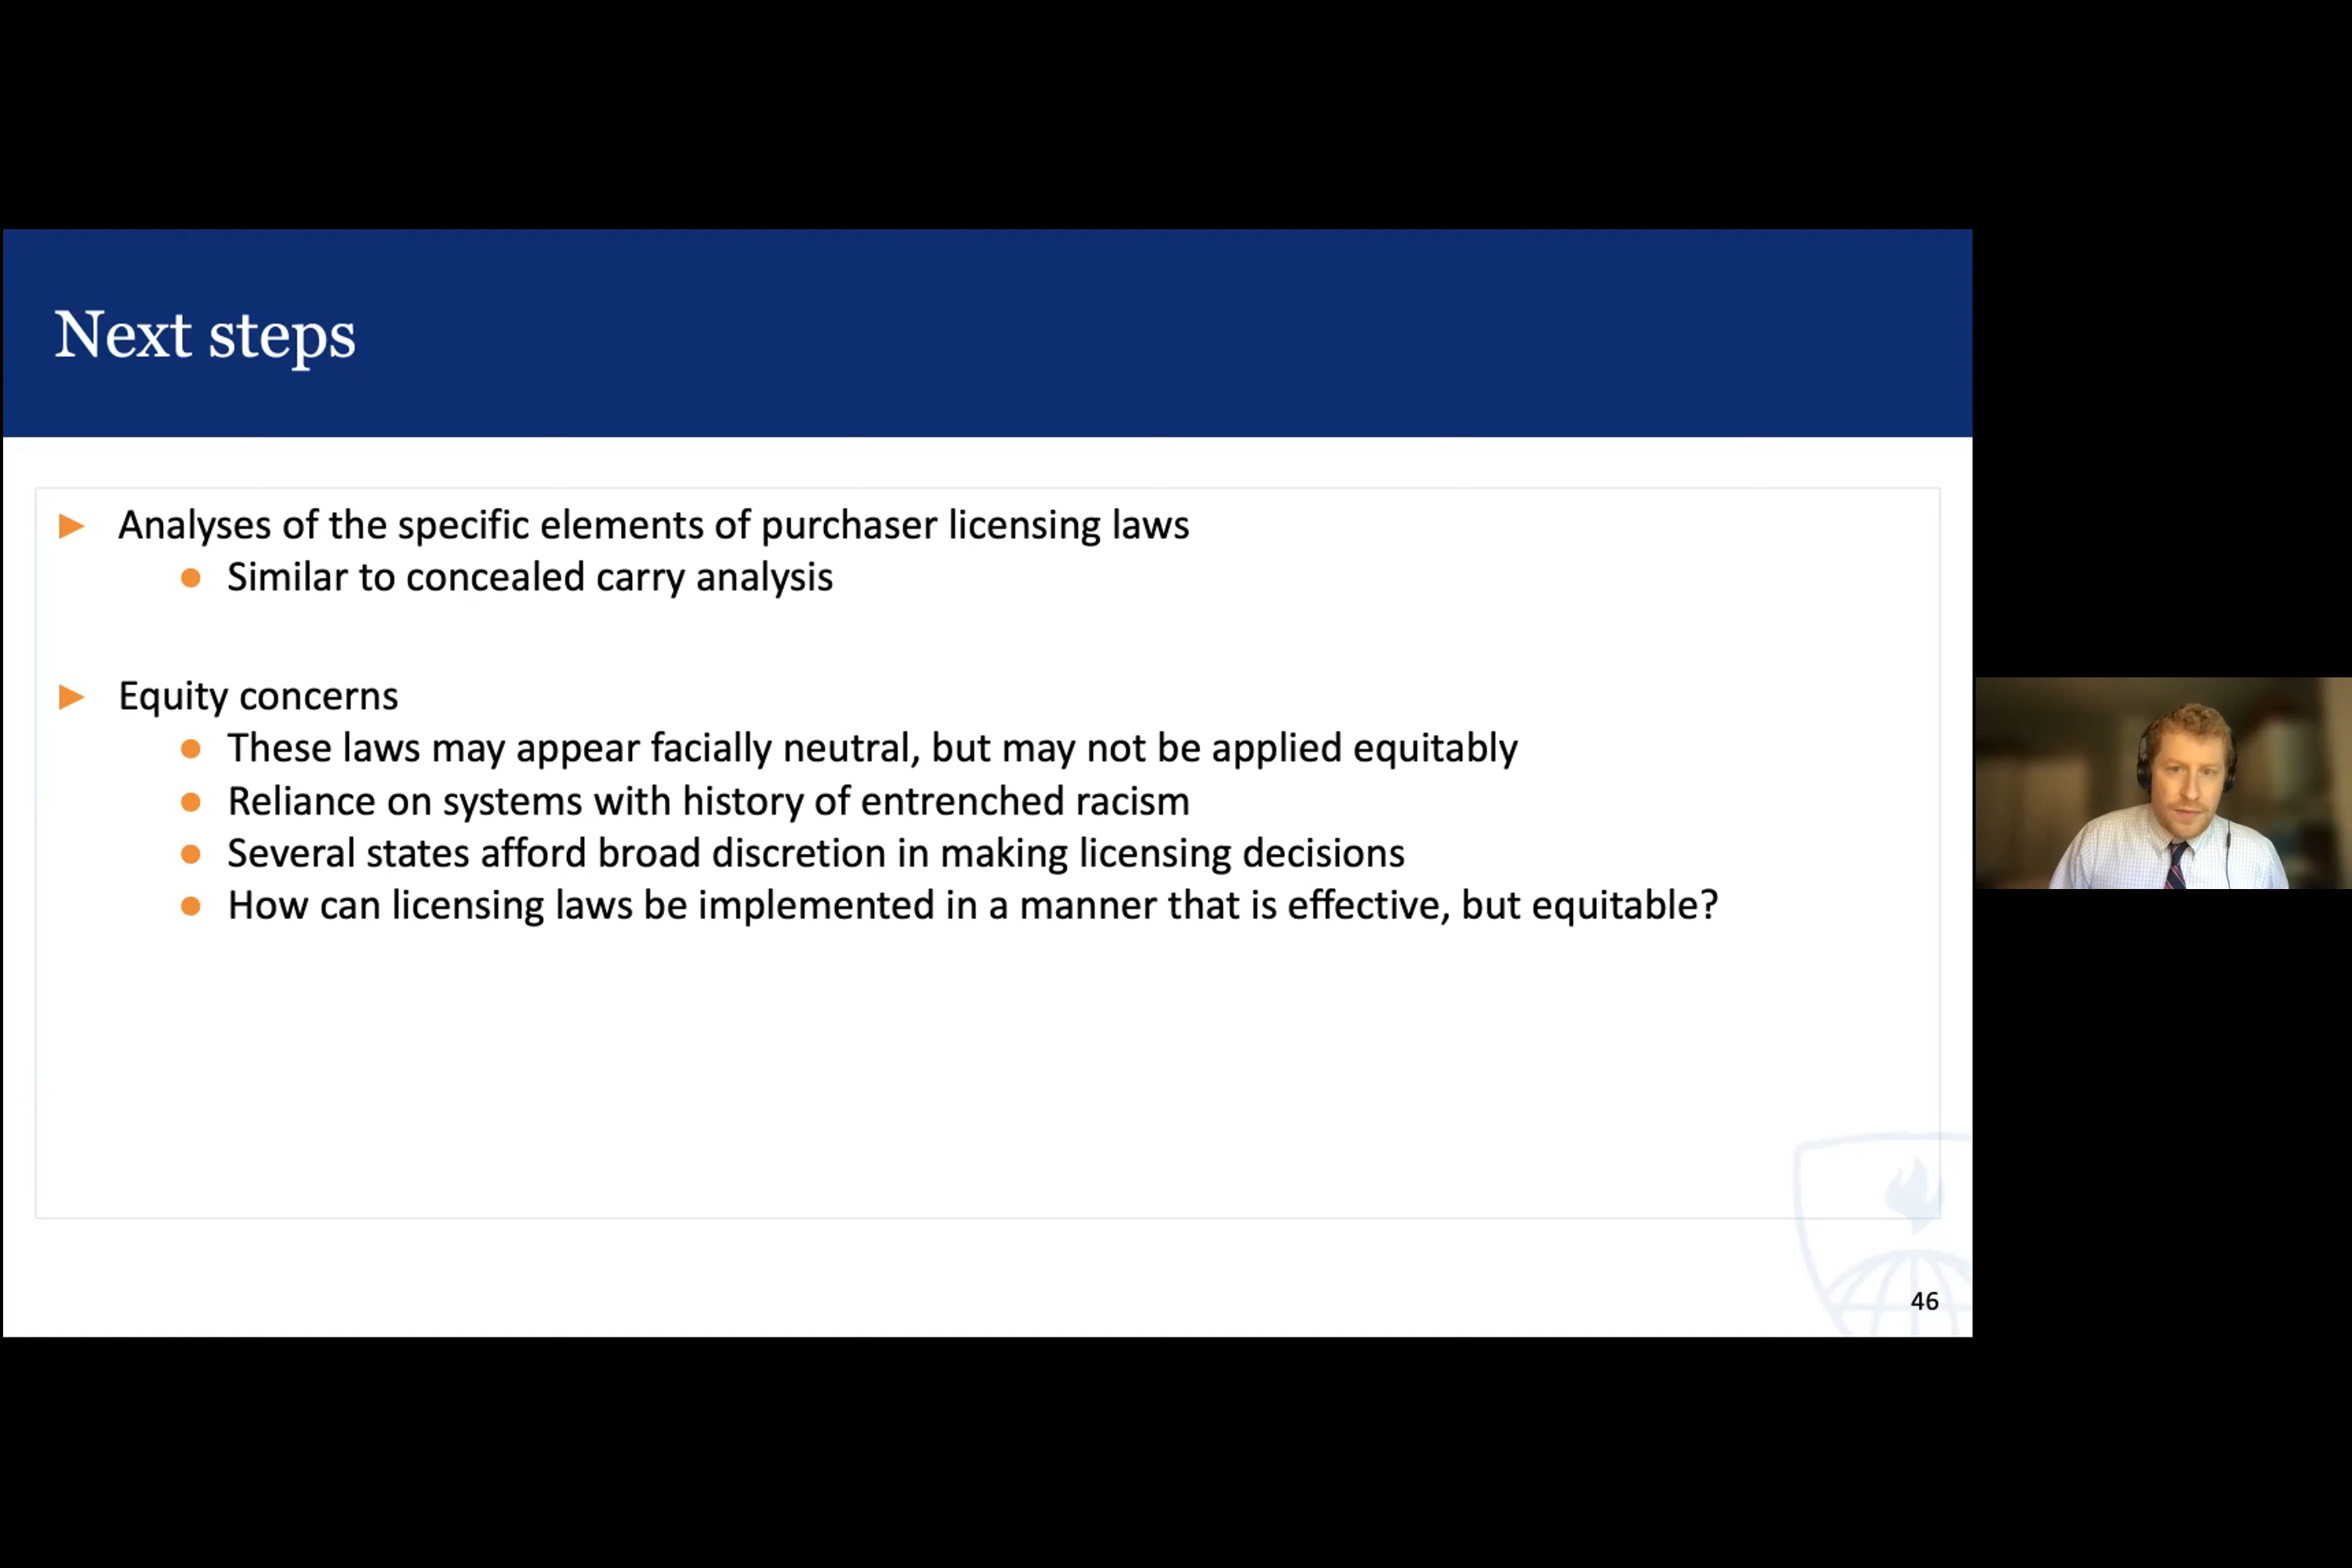 Next steps
Analyses of the specific elements of purchaser licensing laws
Similar to concealed carry analysis
Equity concerns
These laws may appear facially neutral, but may not be applied equitably
Reliance on systems with history of entrenched racism
Several states afford broad discretion in making licensing decisions
How can licensing laws be implemented in a manner that is effective, but equitable?
46